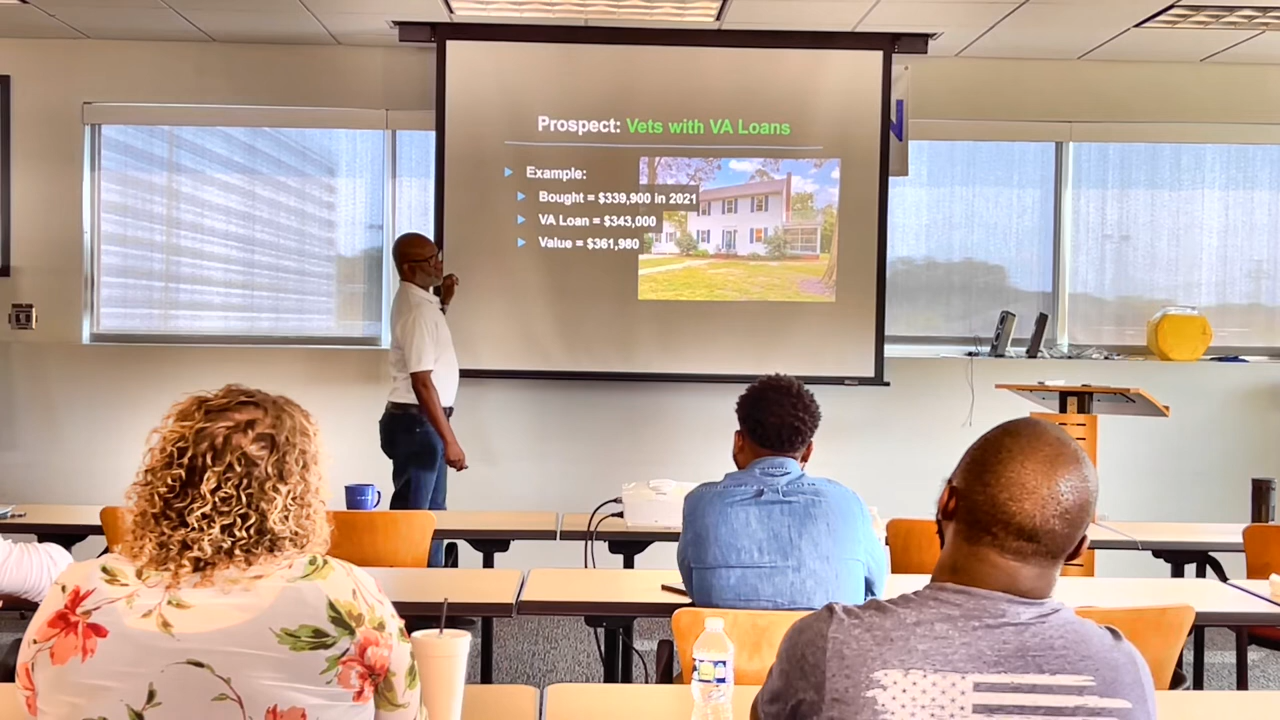 Prospect: Vets with VA Loans
Example:
Bought = $339,900 in 2021
VA Loan = $343,000
Value = $361,980
N